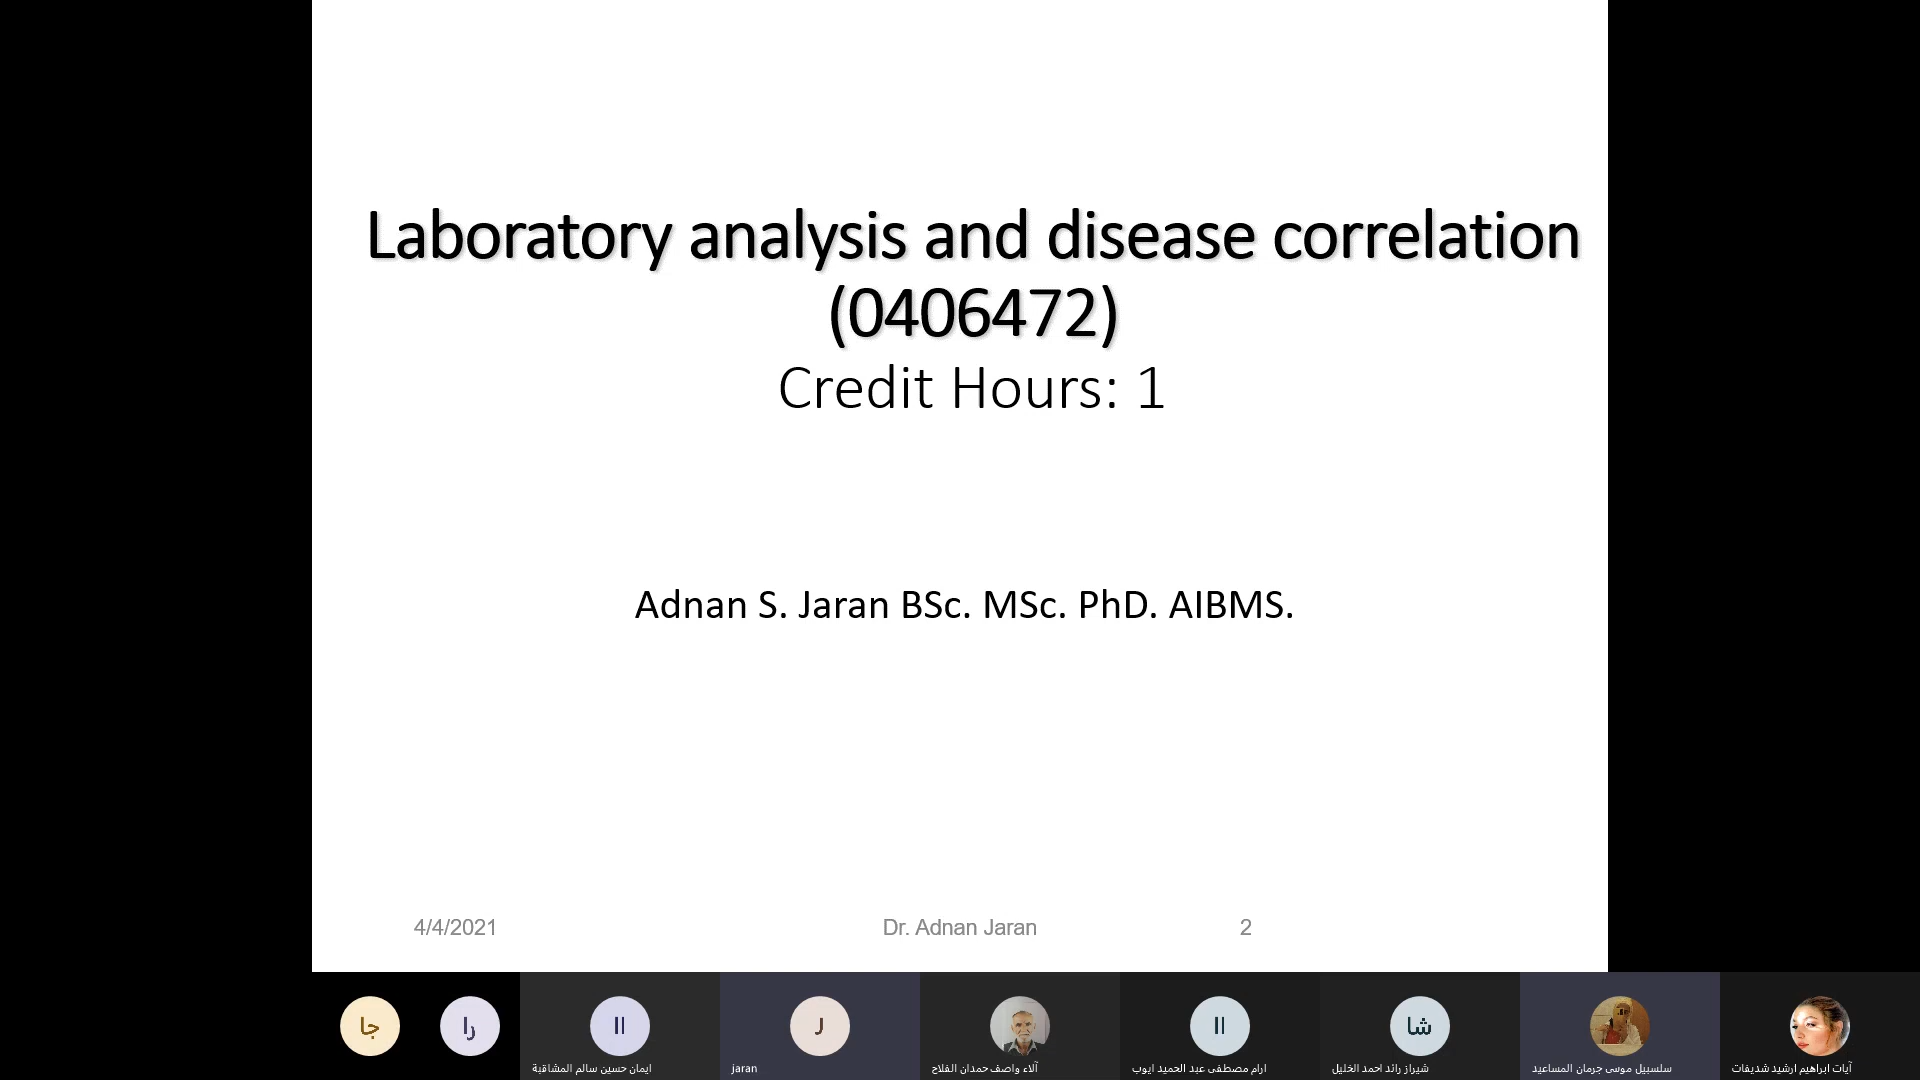 Laboratory analysis and disease correlation
(0406472)
Credit Hours: 1
Adnan S. Jaran BSc. MSc. PhD. AIBMS.
4/4/2021
Dr. Adnan Jaran
2
جا
را
اا
J
اا
شا
ايمان حسين سالم المشاقبة
jaran
آلاء واصف حمدان الفلاح
ارام مصطفى عبد الحميد ايوب
شيراز رائد احمد الخليل
سلسبيل موسى جرمان المساعيد
آيات ابراهيم ارشيد شديفات